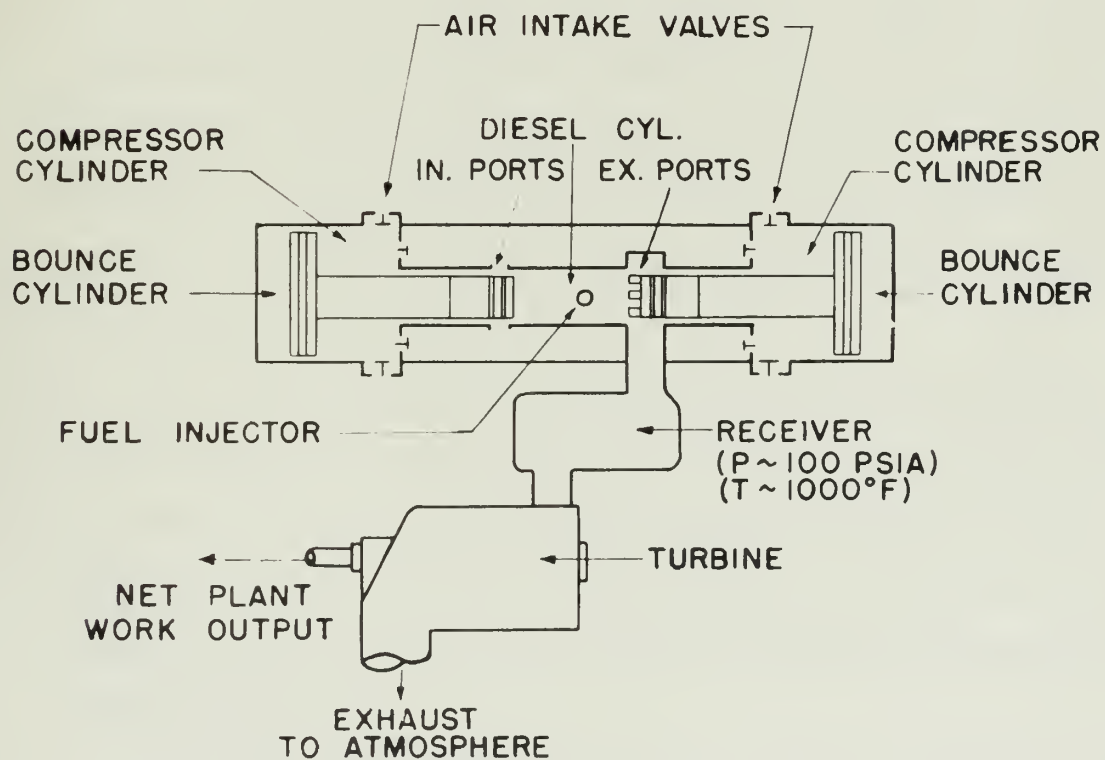 AIR INTAKE VALVES
COMPRESSOR
CYLINDER
DIESEL CYL.
IN. PORTS EX. PORTS
COMPRESSOR
CYLINDER
BOUNCE
CYLINDER
BOUNCE
CYLINDER
FUEL INJECTOR
RECEIVER
(P ~ 100 PSIA)
(T ~ 1000°F)
TURBINE
NET PLANT
WORK OUTPUT
EXHAUST
TO ATMOSPHERE